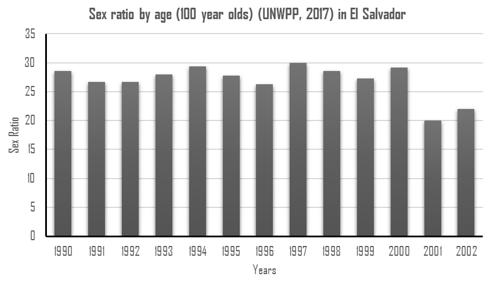 Sex ratio by age (100 year olds) (UNWPP, 2017) in El Salvador
35
30
25
20
15
10
5
0
Sex Ratio
1990 1991 1992 1993 1994 1995 1996 1997 1998 1999 2000 2001 2002
Years